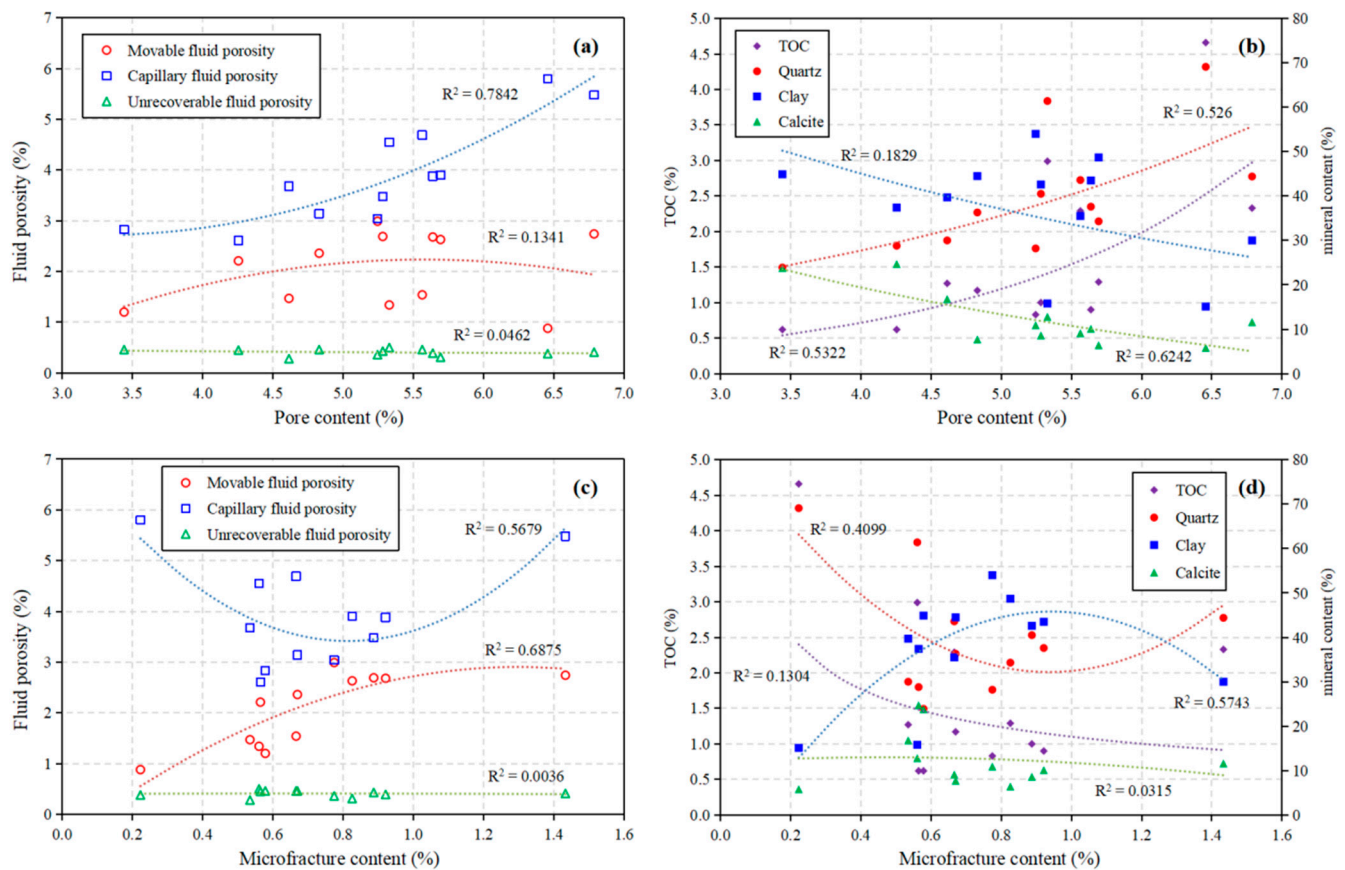 (a)
Movable fluid porosity
Capillary fluid porosity
Unrecoverable fluid porosity
R² = 0.7842
R² = 0.1341
R² = 0.0462
7
6
5
4
3
2
1
0
3.0 3.5 4.0 4.5 5.0 5.5 6.0 6.5 7.0
Fluid porosity (%)
Pore content (%)
(b)
TOC
Quartz
Clay
Calcite
R² = 0.526
R² = 0.1829
R² = 0.5322
R² = 0.6242
5.0
4.5
4.0
3.5
3.0
2.5
2.0
1.5
1.0
0.5
0.0
80
70
60
50
40
30
20
10
0
3.0 3.5 4.0 4.5 5.0 5.5 6.0 6.5 7.0
TOC (%)
mineral content (%)
Pore content (%)
(c)
Movable fluid porosity
Capillary fluid porosity
Unrecoverable fluid porosity
R² = 0.5679
R² = 0.6875
R² = 0.0036
7
6
5
4
3
2
1
0
0.0 0.2 0.4 0.6 0.8 1.0 1.2 1.4 1.6
Fluid porosity (%)
Microfracture content (%)
(d)
TOC
Quartz
Clay
Calcite
R² = 0.4099
R² = 0.1304
R² = 0.5743
R² = 0.0315
5.0
4.5
4.0
3.5
3.0
2.5
2.0
1.5
1.0
0.5
0.0
80
70
60
50
40
30
20
10
0
0.0 0.2 0.4 0.6 0.8 1.0 1.2 1.4 1.6
TOC (%)
mineral content (%)
Microfracture content (%)